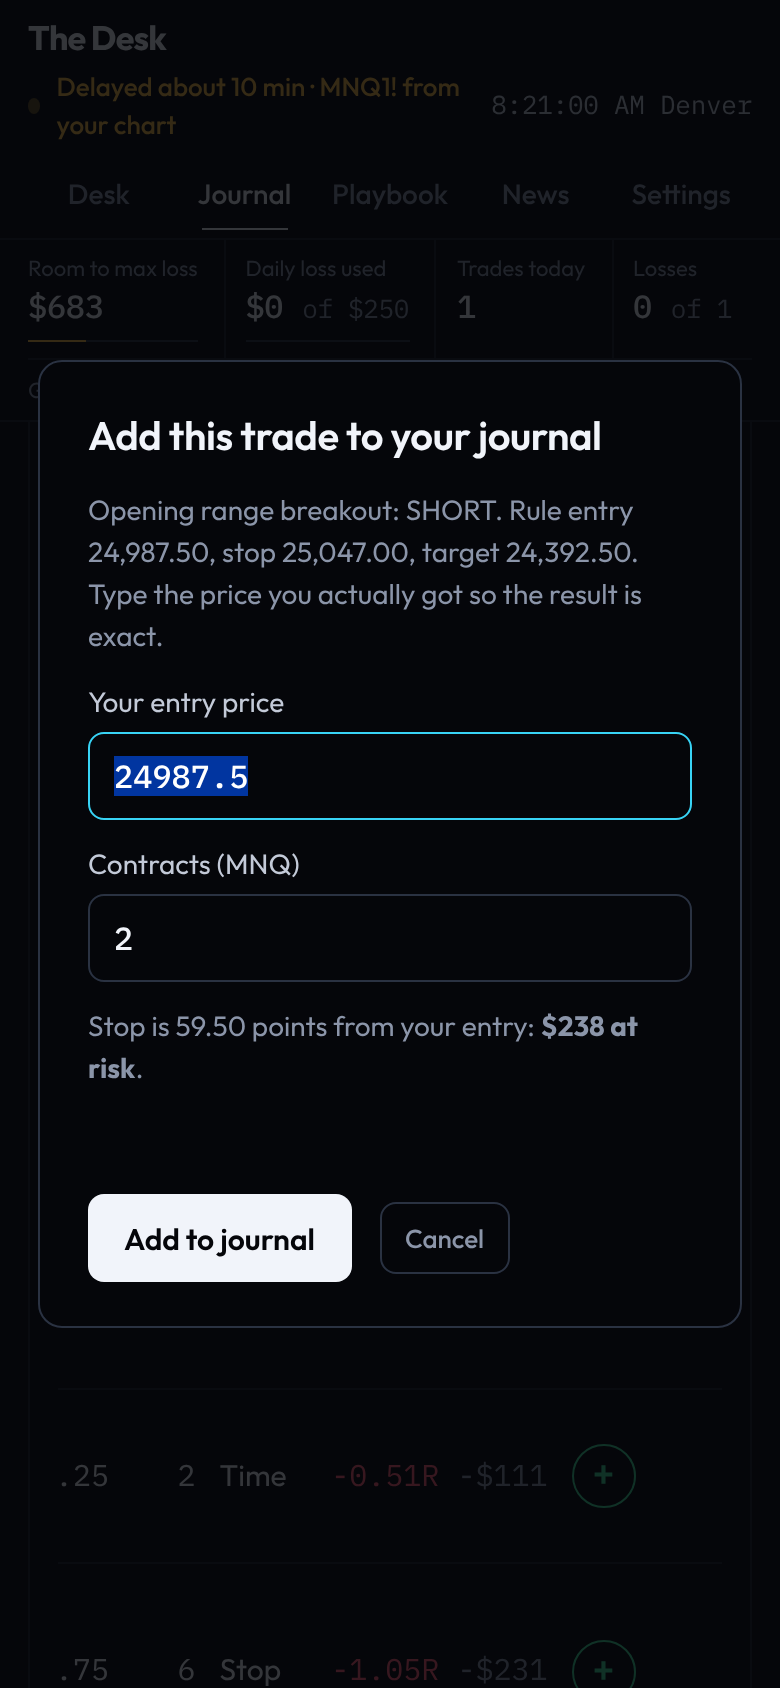 The Desk
Delayed about 10 min · MNQ1! from
your chart
8:21:00 AM Denver
Desk Journal Playbook News Settings
Room to max loss Daily loss used Trades today Losses
$683 $0 of $250 1 0 of 1
Add this trade to your journal
Opening range breakout: SHORT. Rule entry
24,987.50, stop 25,047.00, target 24,392.50.
Type the price you actually got so the result is
exact.
Your entry price
24987.5
Contracts (MNQ)
2
Stop is 59.50 points from your entry: $238 at
risk.
Add to journal Cancel
.25 2 Time -0.51R -$111 +
.75 6 Stop -1.05R -$231 +